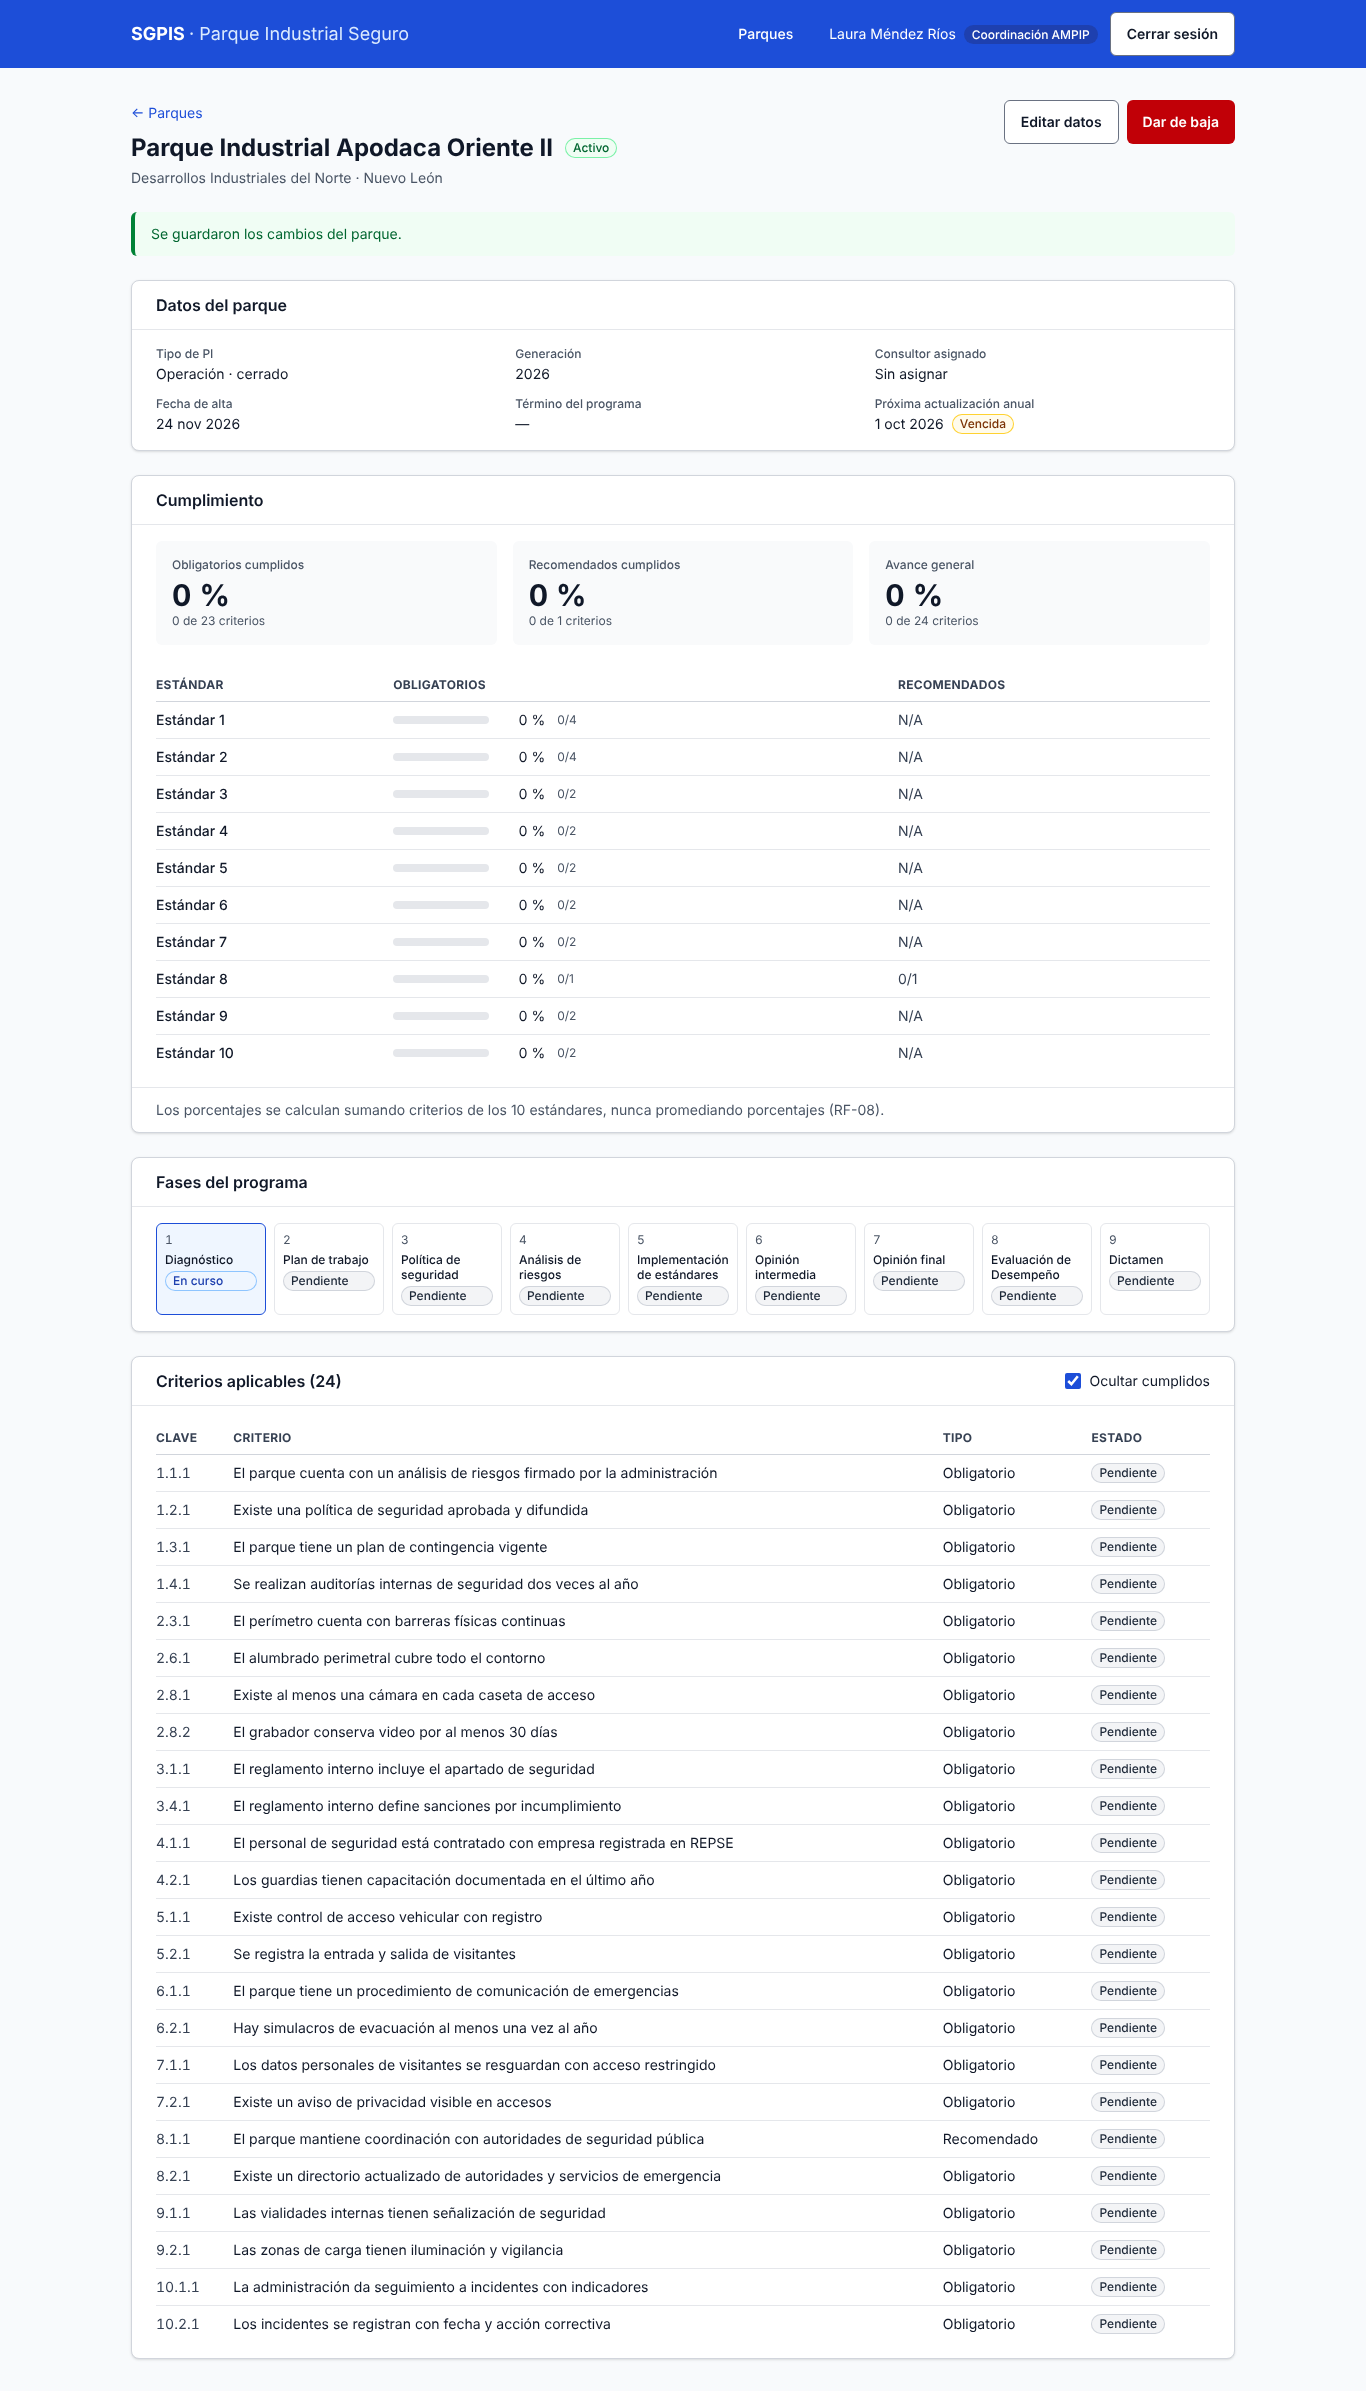 SGPIS · Parque Industrial Seguro
Parques
Laura Méndez Ríos
Coordinación AMPIP
Cerrar sesión
← Parques
Parque Industrial Apodaca Oriente II
Activo
Desarrollos Industriales del Norte · Nuevo León
Editar datos
Dar de baja
Se guardaron los cambios del parque.
Datos del parque
Tipo de PI
Operación · cerrado
Generación
2026
Consultor asignado
Sin asignar
Fecha de alta
24 nov 2026
Término del programa
—
Próxima actualización anual
1 oct 2026 Vencida
Cumplimiento
Obligatorios cumplidos
0 %
0 de 23 criterios
Recomendados cumplidos
0 %
0 de 1 criterios
Avance general
0 %
0 de 24 criterios
ESTÁNDAR OBLIGATORIOS RECOMENDADOS
Estándar 1 0 % 0/4 N/A
Estándar 2 0 % 0/4 N/A
Estándar 3 0 % 0/2 N/A
Estándar 4 0 % 0/2 N/A
Estándar 5 0 % 0/2 N/A
Estándar 6 0 % 0/2 N/A
Estándar 7 0 % 0/2 N/A
Estándar 8 0 % 0/1 0/1
Estándar 9 0 % 0/2 N/A
Estándar 10 0 % 0/2 N/A
Los porcentajes se calculan sumando criterios de los 10 estándares, nunca promediando porcentajes (RF-08).
Fases del programa
1
Diagnóstico
En curso
2
Plan de trabajo
Pendiente
3
Política de
seguridad
Pendiente
4
Análisis de
riesgos
Pendiente
5
Implementación
de estándares
Pendiente
6
Opinión
intermedia
Pendiente
7
Opinión final
Pendiente
8
Evaluación de
Desempeño
Pendiente
9
Dictamen
Pendiente
Criterios aplicables (24)
Ocultar cumplidos
CLAVE CRITERIO TIPO ESTADO
1.1.1 El parque cuenta con un análisis de riesgos firmado por la administración Obligatorio Pendiente
1.2.1 Existe una política de seguridad aprobada y difundida Obligatorio Pendiente
1.3.1 El parque tiene un plan de contingencia vigente Obligatorio Pendiente
1.4.1 Se realizan auditorías internas de seguridad dos veces al año Obligatorio Pendiente
2.3.1 El perímetro cuenta con barreras físicas continuas Obligatorio Pendiente
2.6.1 El alumbrado perimetral cubre todo el contorno Obligatorio Pendiente
2.8.1 Existe al menos una cámara en cada caseta de acceso Obligatorio Pendiente
2.8.2 El grabador conserva video por al menos 30 días Obligatorio Pendiente
3.1.1 El reglamento interno incluye el apartado de seguridad Obligatorio Pendiente
3.4.1 El reglamento interno define sanciones por incumplimiento Obligatorio Pendiente
4.1.1 El personal de seguridad está contratado con empresa registrada en REPSE Obligatorio Pendiente
4.2.1 Los guardias tienen capacitación documentada en el último año Obligatorio Pendiente
5.1.1 Existe control de acceso vehicular con registro Obligatorio Pendiente
5.2.1 Se registra la entrada y salida de visitantes Obligatorio Pendiente
6.1.1 El parque tiene un procedimiento de comunicación de emergencias Obligatorio Pendiente
6.2.1 Hay simulacros de evacuación al menos una vez al año Obligatorio Pendiente
7.1.1 Los datos personales de visitantes se resguardan con acceso restringido Obligatorio Pendiente
7.2.1 Existe un aviso de privacidad visible en accesos Obligatorio Pendiente
8.1.1 El parque mantiene coordinación con autoridades de seguridad pública Recomendado Pendiente
8.2.1 Existe un directorio actualizado de autoridades y servicios de emergencia Obligatorio Pendiente
9.1.1 Las vialidades internas tienen señalización de seguridad Obligatorio Pendiente
9.2.1 Las zonas de carga tienen iluminación y vigilancia Obligatorio Pendiente
10.1.1 La administración da seguimiento a incidentes con indicadores Obligatorio Pendiente
10.2.1 Los incidentes se registran con fecha y acción correctiva Obligatorio Pendiente